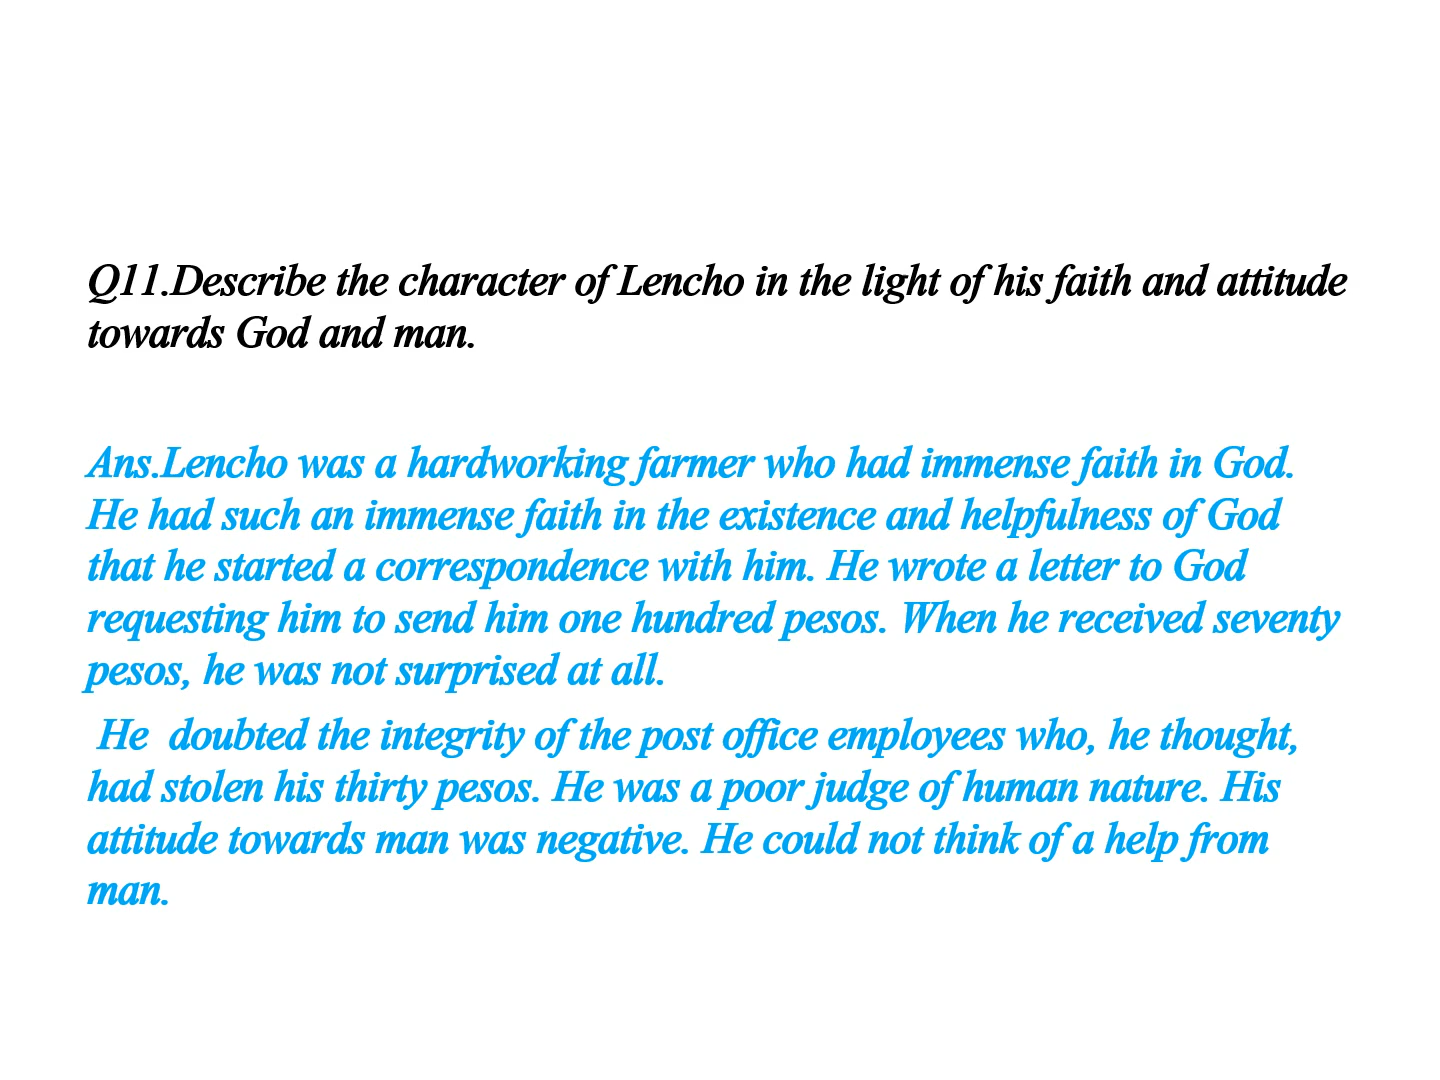 Q11.Describe the character of Lencho in the light of his faith and attitude
towards God and man.
Ans.Lencho was a hardworking farmer who had immense faith in God.
He had such an immense faith in the existence and helpfulness of God
that he started a correspondence with him. He wrote a letter to God
requesting him to send him one hundred pesos. When he received seventy
pesos, he was not surprised at all.
He  doubted the integrity of the post office employees who, he thought,
had stolen his thirty pesos. He was a poor judge of human nature. His
attitude towards man was negative. He could not think of a help from
man.